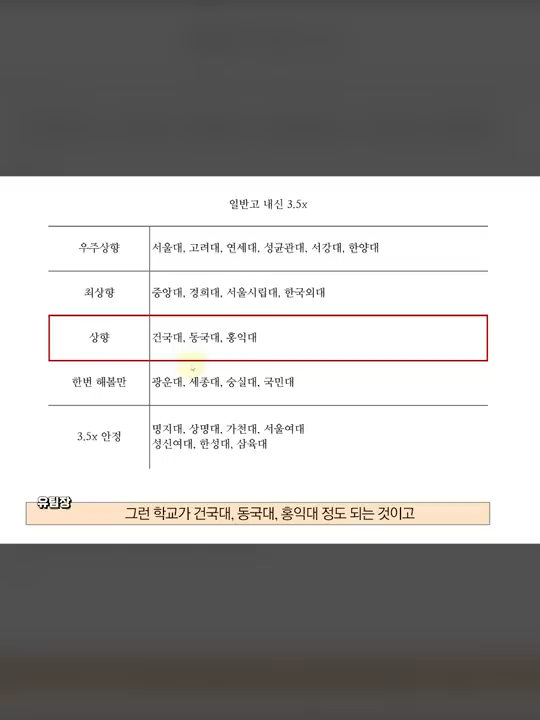 일반고 내신 3.5x
우주상향 서울대, 고려대, 연세대, 성균관대, 서강대, 한양대
최상향 중앙대, 경희대, 서울시립대, 한국외대
상향 건국대, 동국대, 홍익대
한번 해볼만 광운대, 세종대, 숭실대, 국민대
3.5x 안정 명지대, 상명대, 가천대, 서울여대
성신여대, 한성대, 삼육대
유팀장
그런 학교가 건국대, 동국대, 홍익대 정도 되는 것이고